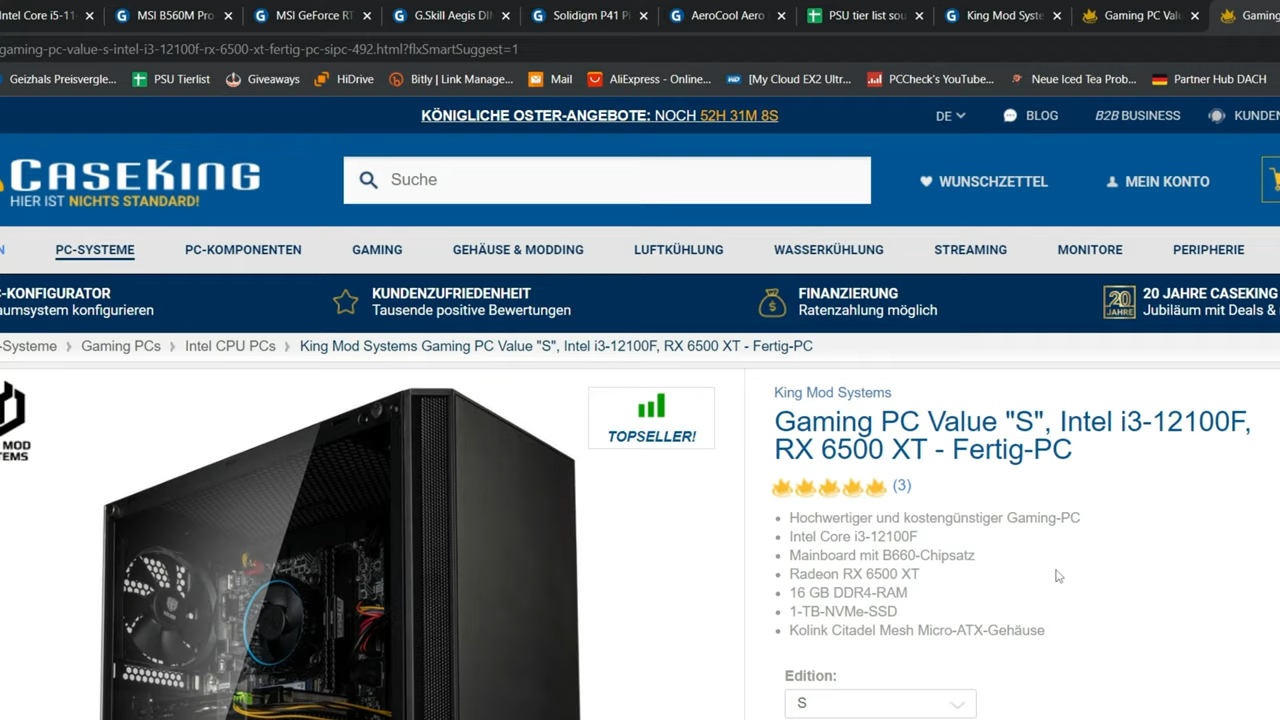 ntel Core i5-11
MSI B560M Pro
MSI GeForce RT
G.Skill Aegis DI
Solidigm P41 P
AeroCool Aero
PSU tier list sou
King Mod Syste
Gaming PC Val
Gaming
gaming-pc-value-s-intel-i3-12100f-rx-6500-xt-fertig-pc-sipc-492.html?flxSmartSuggest=1
Geizhals Preisvergle...
PSU Tierlist
Giveaways
HiDrive
Bitly | Link Manage...
Mail
AliExpress - Online...
[My Cloud EX2 Ultr...
PCCheck's YouTube...
Neue Iced Tea Prob...
Partner Hub DACH
KÖNIGLICHE OSTER-ANGEBOTE: NOCH 52H 31M 8S
DE
BLOG
B2B BUSINESS
KUNDEN
CASEKING
HIER IST NICHTS STANDARD!
Suche
WUNSCHZETTEL
MEIN KONTO
N
PC-SYSTEME
PC-KOMPONENTEN
GAMING
GEHÄUSE & MODDING
LUFTKÜHLUNG
WASSERKÜHLUNG
STREAMING
MONITORE
PERIPHERIE
-KONFIGURATOR
aumsystem konfigurieren
KUNDENZUFRIEDENHEIT
Tausende positive Bewertungen
FINANZIERUNG
Ratenzahlung möglich
20 JAHRE
20 JAHRE CASEKING
Jubiläum mit Deals &
-Systeme
Gaming PCs
Intel CPU PCs
King Mod Systems Gaming PC Value "S", Intel i3-12100F, RX 6500 XT - Fertig-PC
MOD
TEMS
TOPSELLER!
King Mod Systems
Gaming PC Value "S", Intel i3-12100F,
RX 6500 XT - Fertig-PC
(3)
Hochwertiger und kostengünstiger Gaming-PC
Intel Core i3-12100F
Mainboard mit B660-Chipsatz
Radeon RX 6500 XT
16 GB DDR4-RAM
1-TB-NVMe-SSD
Kolink Citadel Mesh Micro-ATX-Gehäuse
Edition:
S